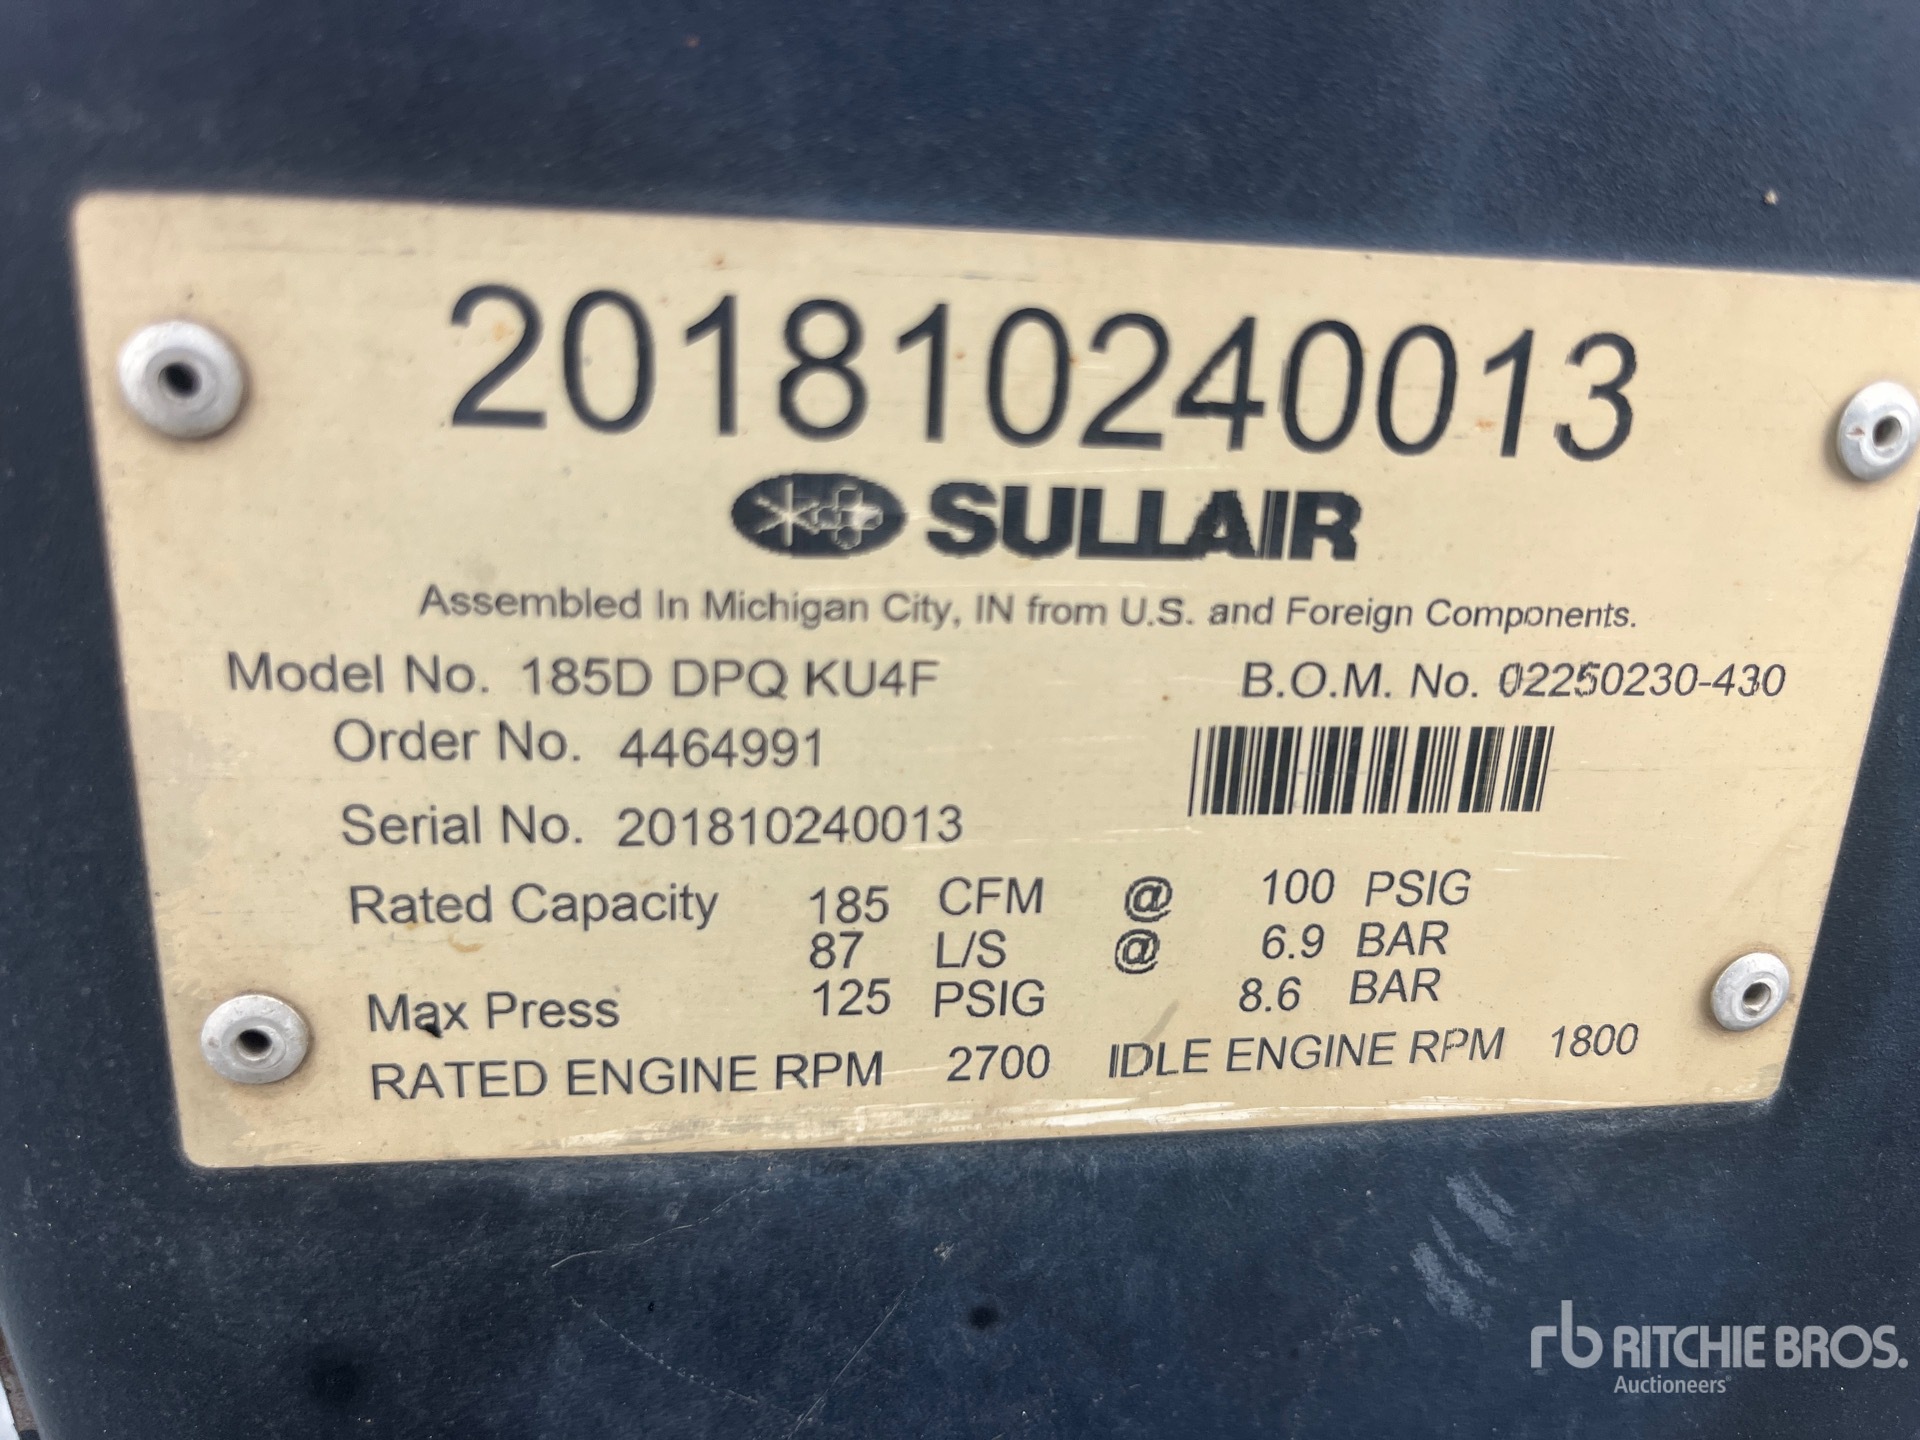 201810240013
SULLAIR
Assembled In Michigan City, IN from U.S. and Foreign Components.
Model No. 185D DPQ KU4F B.O.M. No. 02250230-430
Order No. 4464991
Serial No. 201810240013
Rated Capacity 185 CFM @ 100 PSIG
87 L/S @ 6.9 BAR
Max Press 125 PSIG 8.6 BAR
RATED ENGINE RPM 2700 IDLE ENGINE RPM 1800
rb RITCHIE BROS.
Auctioneers